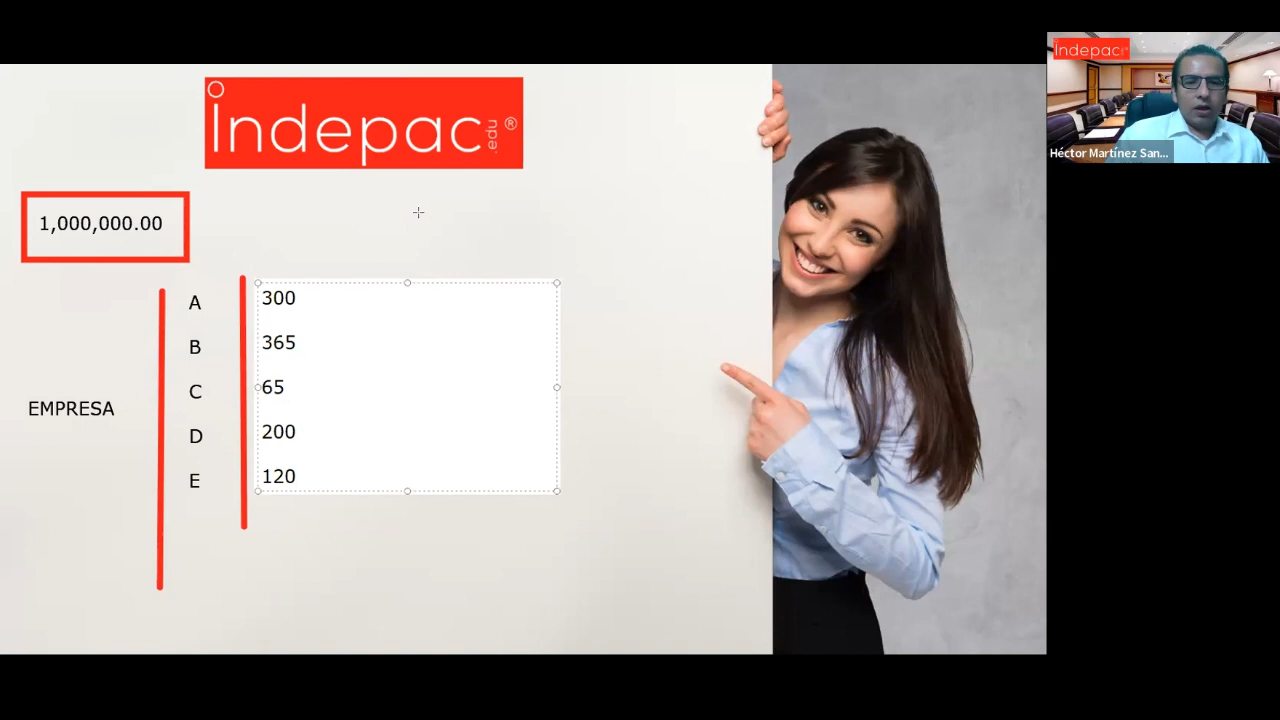 indepac.edu®
indepac®
Héctor Martínez San...
1,000,000.00
A 300
B 365
C 65
EMPRESA
D 200
E 120